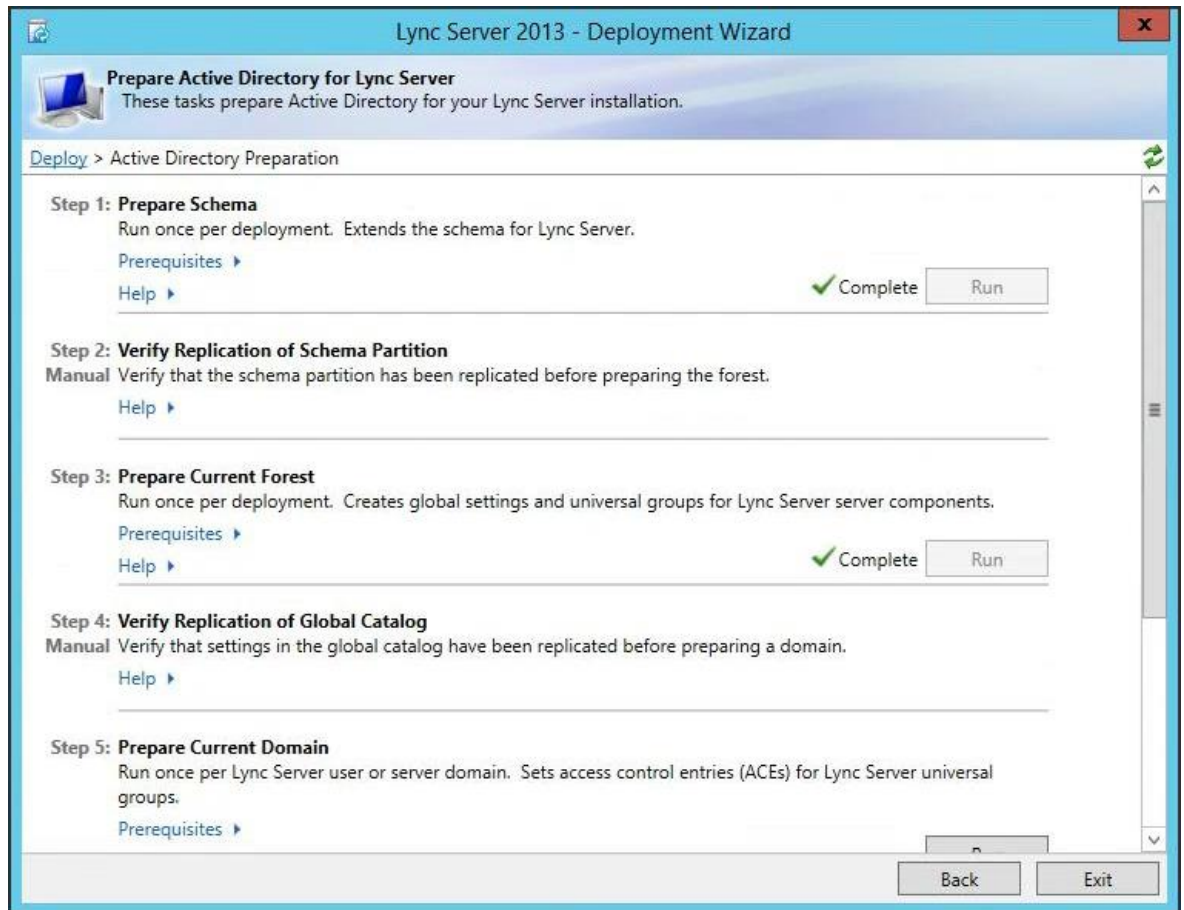 Lync Server 2013 - Deployment Wizard
x
Prepare Active Directory for Lync Server
These tasks prepare Active Directory for your Lync Server installation.
Deploy > Active Directory Preparation
Step 1: Prepare Schema
Run once per deployment. Extends the schema for Lync Server.
Prerequisites
Help
Complete Run
Step 2: Verify Replication of Schema Partition
Manual Verify that the schema partition has been replicated before preparing the forest.
Help
Step 3: Prepare Current Forest
Run once per deployment. Creates global settings and universal groups for Lync Server server components.
Prerequisites
Help
Complete Run
Step 4: Verify Replication of Global Catalog
Manual Verify that settings in the global catalog have been replicated before preparing a domain.
Help
Step 5: Prepare Current Domain
Run once per Lync Server user or server domain. Sets access control entries (ACEs) for Lync Server universal
groups.
Prerequisites
Back Exit